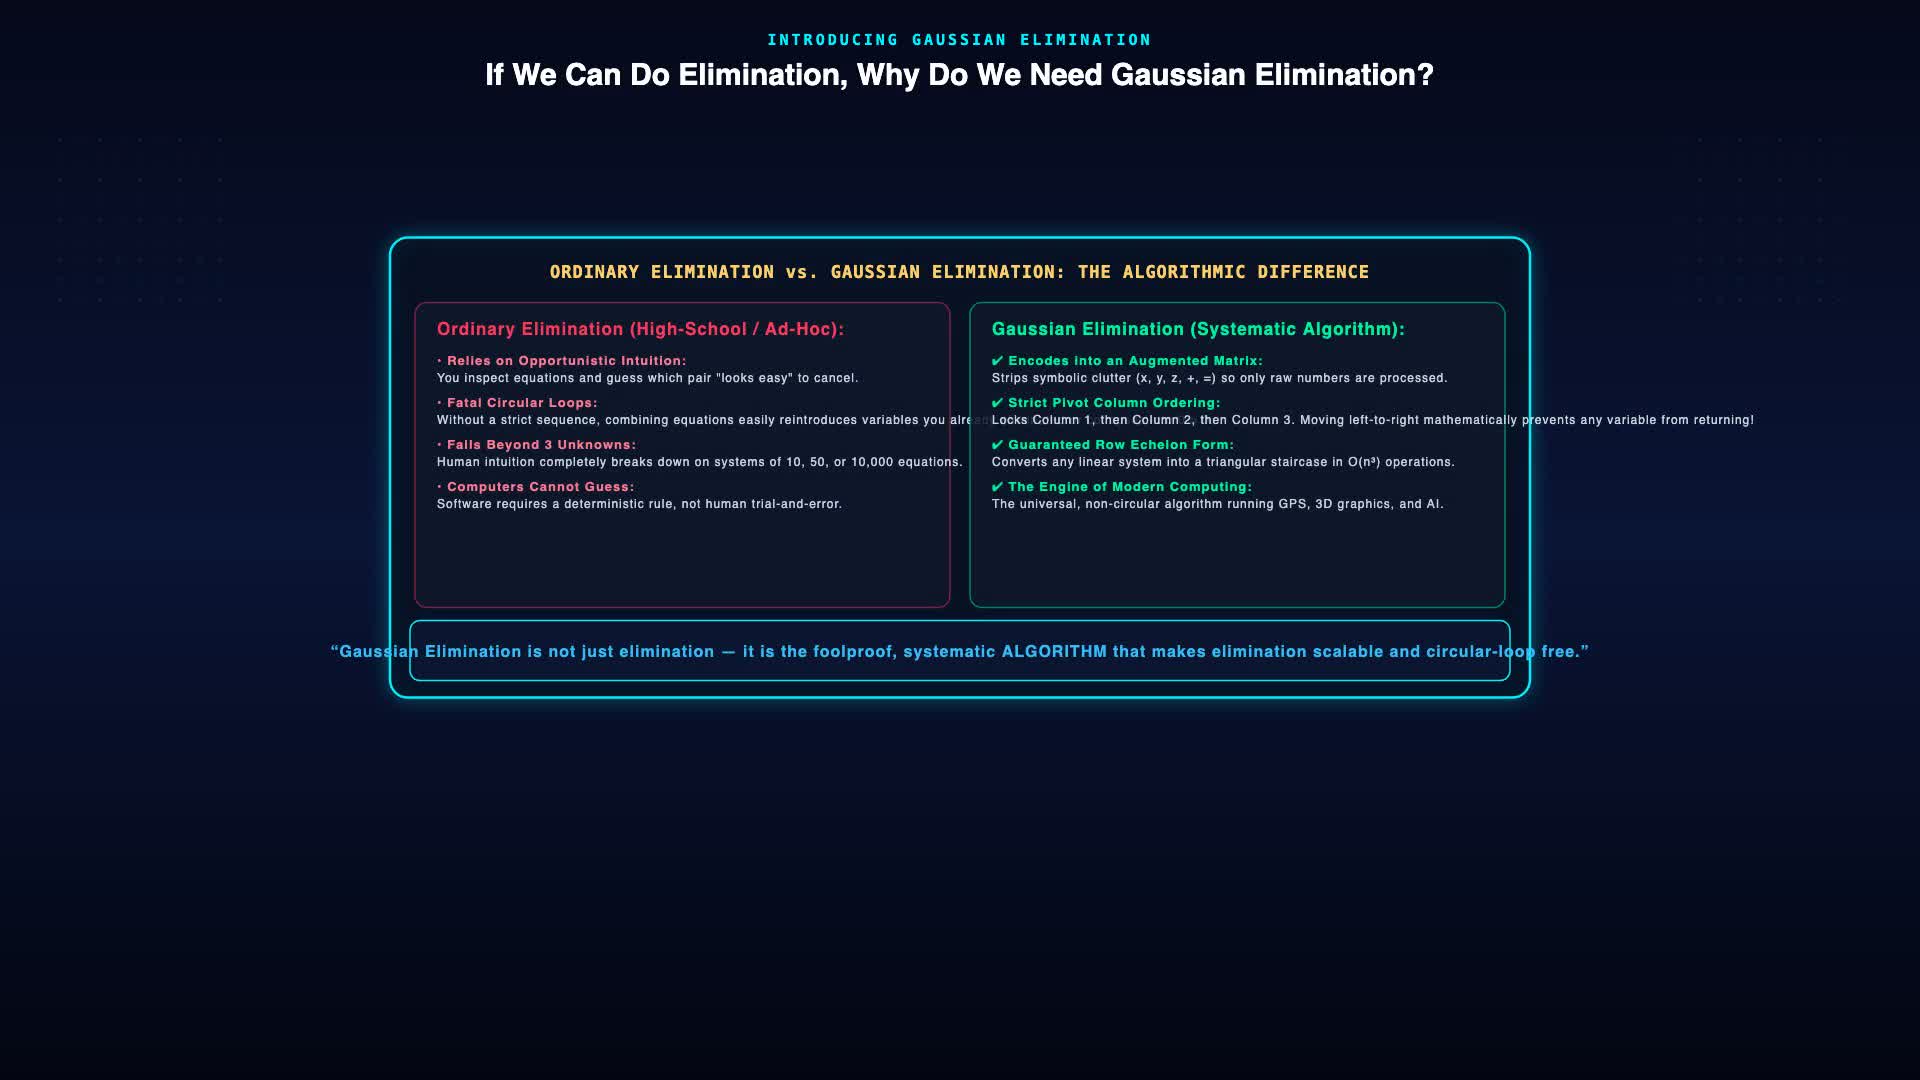 INTRODUCING GAUSSIAN ELIMINATION
If We Can Do Elimination, Why Do We Need Gaussian Elimination?
ORDINARY ELIMINATION vs. GAUSSIAN ELIMINATION: THE ALGORITHMIC DIFFERENCE
Ordinary Elimination (High-School / Ad-Hoc):
· Relies on Opportunistic Intuition:
You inspect equations and guess which pair "looks easy" to cancel.
· Fatal Circular Loops:
Without a strict sequence, combining equations easily reintroduces variables you
· Fails Beyond 3 Unknowns:
Human intuition completely breaks down on systems of 10, 50, or 10,000 equations.
· Computers Cannot Guess:
Software requires a deterministic rule, not human trial-and-error.
Gaussian Elimination (Systematic Algorithm):
✔ Encodes into an Augmented Matrix:
Strips symbolic clutter (x, y, z, +, =) so only raw numbers are processed.
✔ Strict Pivot Column Ordering:
Locks Column 1, then Column 2, then Column 3. Moving left-to-right mathematically prevents any variable from returning!
✔ Guaranteed Row Echelon Form:
Converts any linear system into a triangular staircase in O(n³) operations.
✔ The Engine of Modern Computing:
The universal, non-circular algorithm running GPS, 3D graphics, and AI.
“Gaussian Elimination is not just elimination — it is the foolproof, systematic ALGORITHM that makes elimination scalable and circular-loop free.”